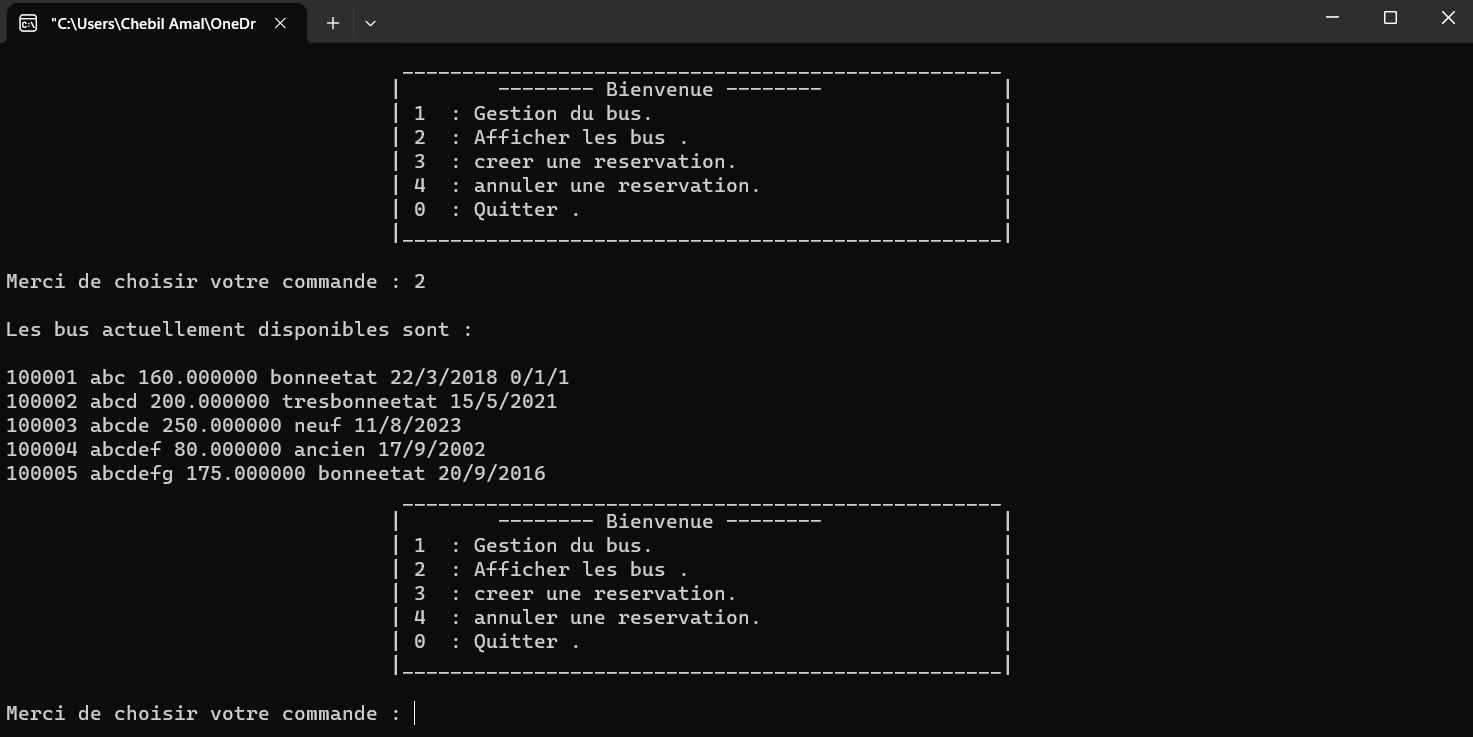 "C:\Users\Chebil Amal\OneDr
-------- Bienvenue --------
1 : Gestion du bus.
2 : Afficher les bus .
3 : creer une reservation.
4 : annuler une reservation.
0 : Quitter .
Merci de choisir votre commande : 2
Les bus actuellement disponibles sont :
100001 abc 160.000000 bonneetat 22/3/2018 0/1/1
100002 abcd 200.000000 tresbonneetat 15/5/2021
100003 abcde 250.000000 neuf 11/8/2023
100004 abcdef 80.000000 ancien 17/9/2002
100005 abcdefg 175.000000 bonneetat 20/9/2016
-------- Bienvenue --------
1 : Gestion du bus.
2 : Afficher les bus .
3 : creer une reservation.
4 : annuler une reservation.
0 : Quitter .
Merci de choisir votre commande :